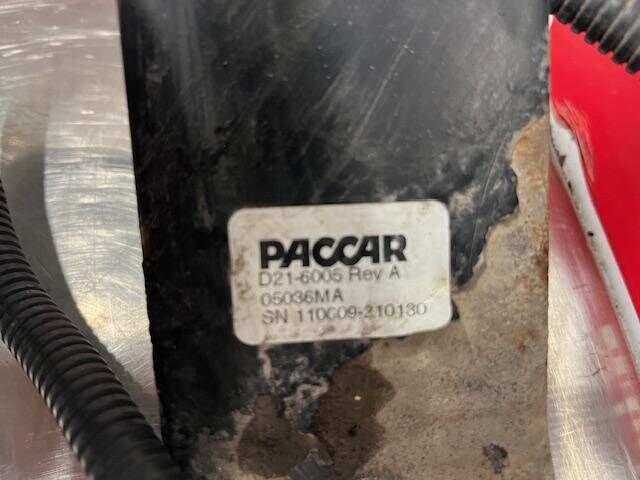 PACCAR
D21-6005 Rev A
05036MA
SN 110009-210130